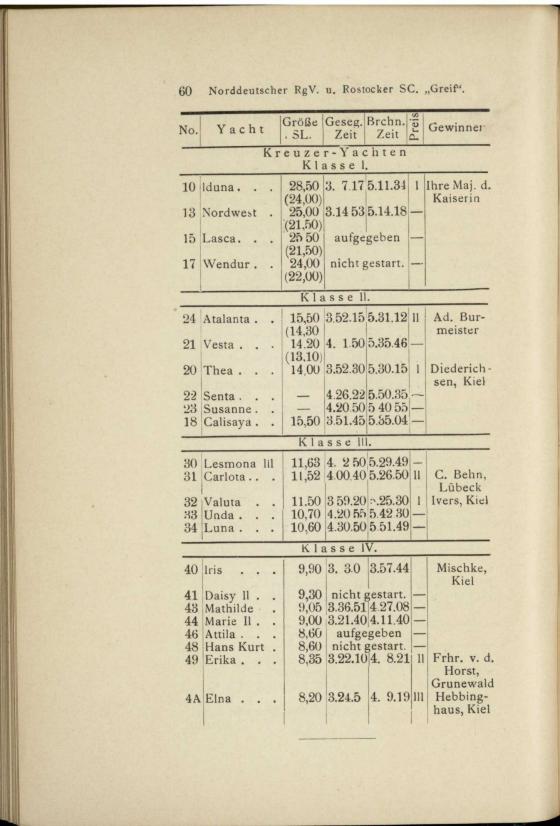 60 Norddeutscher RgV. u. Rostocker SC. „Greif“.
No. Yacht Größe . SL. Geseg. Zeit Brchn. Zeit Preis Gewinner
Kreuzer-Yachten
Klasse I.
10 Iduna. . . 28,50 3. 7.17 5.11.34 I Ihre Maj. d.
(24,00) Kaiserin
13 Nordwest . 25,00 3.14 53 5.14.18 —
(21,50)
15 Lasca. . . 25 50 aufgegeben —
(21,50)
17 Wendur . . 24,00 nicht gestart. —
(22,00)
Klasse II.
24 Atalanta . . 15,50 3.52.15 5.31.12 II Ad. Bur-
(14,30 meister
21 Vesta . . . 14.20 4. 1.50 5.35.46 —
(13.10)
20 Thea . . . 14,00 3.52.30 5.30.15 I Diederich-
sen, Kiel
22 Senta . . . — 4.26.22 5.50.35 —
23 Susanne . . — 4.20.50 5 40 55 —
18 Calisaya . . 15,50 3.51.45 5.35.04 —
Klasse III.
30 Lesmona III 11,63 4. 2 50 5.29.49 —
31 Carlota . . . 11,52 4.00.40 5.26.50 II C. Behn,
Lübeck
32 Valuta . . 11.50 3 59.20 5.25.30 I Ivers, Kiel
33 Unda . . . 10,70 4.20 55 5.42 30 —
34 Luna . . . 10,60 4.30.50 5 51.49 —
Klasse IV.
40 Iris . . . 9,90 3. 3.0 3.57.44 Mischke,
Kiel
41 Daisy II . . 9,30 nicht gestart. —
43 Mathilde . 9,05 3.36.51 4.27.08 —
44 Marie II . . 9,00 3.21.40 4.11.40 —
46 Attila . . . 8,60 aufgegeben —
48 Hans Kurt . 8,60 nicht gestart. —
49 Erika . . . 8,35 3.22.10 4. 8.21 II Frhr. v. d.
Horst,
Grunewald
4A Elna . . . 8,20 3.24.5 4. 9.19 III Hebbing-
haus, Kiel